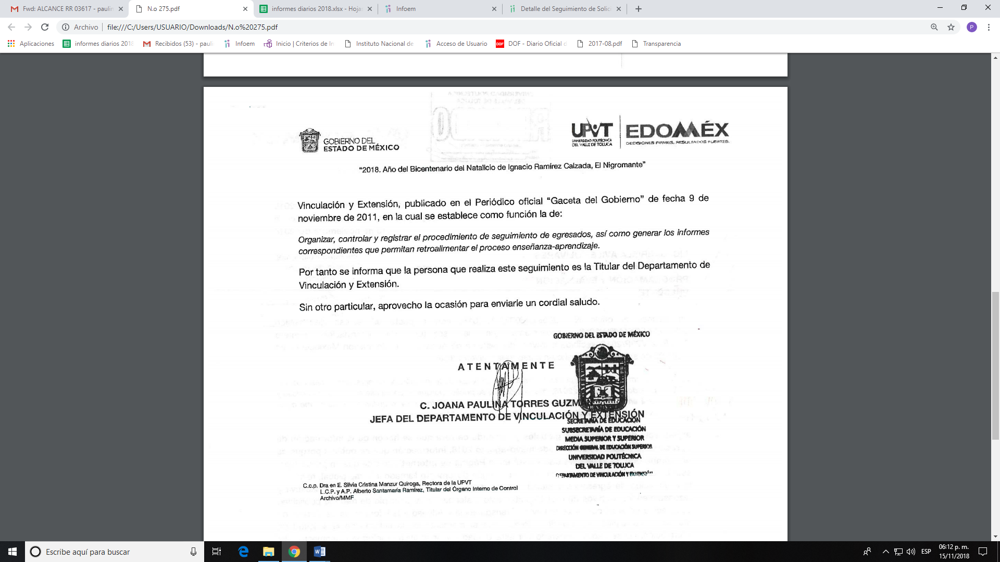 Fwd: ALCANCE RR 03617 - paulin
N.o 275.pdf
informes diarios 2018.xlsx - Hojas
Infoem
Detalle del Seguimiento de Solici
Archivo
file:///C:/Users/USUARIO/Downloads/N.o%20275.pdf
P
Aplicaciones
informes diarios 2018
Recibidos (53) - pauli
Infoem
Inicio | Criterios de In
Instituto Nacional de
Acceso de Usuario
DOF - Diario Oficial d
2017-08.pdf
Transparencia
GOBIERNO DEL
ESTADO DE MÉXICO
UPVT
UNIVERSIDAD POLITÉCNICA
DEL VALLE DE TOLUCA
EDOMÉX
DECISIONES FIRMES, RESULTADOS FUERTES.
“2018. Año del Bicentenario del Natalicio de Ignacio Ramírez Calzada, El Nigromante”
Vinculación y Extensión, publicado en el Periódico oficial “Gaceta del Gobierno” de fecha 9 de
noviembre de 2011, en la cual se establece como función la de:
Organizar, controlar y registrar el procedimiento de seguimiento de egresados, así como generar los informes
correspondientes que permitan retroalimentar el proceso enseñanza-aprendizaje.
Por tanto se informa que la persona que realiza este seguimiento es la Titular del Departamento de
Vinculación y Extensión.
Sin otro particular, aprovecho la ocasión para enviarle un cordial saludo.
GOBIERNO DEL ESTADO DE MÉXICO
A T E N T A M E N T E
C. JOANA PAULINA TORRES GUZMÁN
JEFA DEL DEPARTAMENTO DE VINCULACIÓN Y EXTENSIÓN
SECRETARÍA DE EDUCACIÓN
SUBSECRETARÍA DE EDUCACIÓN
MEDIA SUPERIOR Y SUPERIOR
DIRECCIÓN GENERAL DE EDUCACIÓN SUPERIOR
UNIVERSIDAD POLITÉCNICA
DEL VALLE DE TOLUCA
DEPARTAMENTO DE VINCULACIÓN Y EXTENSIÓN
C.c.p. Dra en E. Silvia Cristina Manzur Quiroga, Rectora de la UPVT
L.C.P. y A.P. Alberto Santamaría Ramírez, Titular del Órgano Interno de Control
Archivo/MMF
Escribe aquí para buscar
ESP
06:12 p. m.
15/11/2018